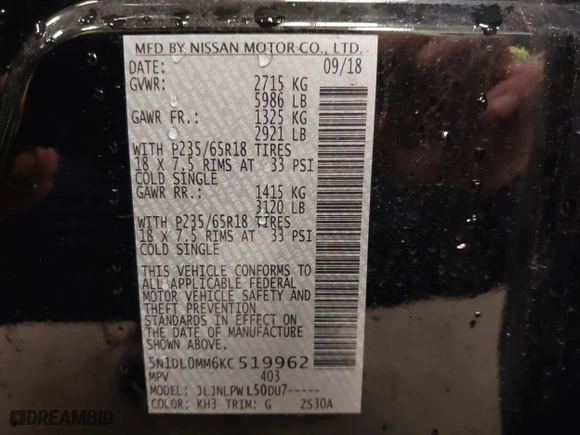 MFD BY NISSAN MOTOR CO., LTD.
DATE: 09/18
GVWR: 2715 KG
5986 LB
GAWR FR.: 1325 KG
2921 LB
WITH P235/65R18 TIRES
18 X 7.5 RIMS AT 33 PSI
COLD SINGLE
GAWR RR.: 1415 KG
3120 LB
WITH P235/65R18 TIRES
18 X 7.5 RIMS AT 33 PSI
COLD SINGLE
THIS VEHICLE CONFORMS TO
ALL APPLICABLE FEDERAL
MOTOR VEHICLE SAFETY AND
THEFT PREVENTION
STANDARDS IN EFFECT ON
THE DATE OF MANUFACTURE
SHOWN ABOVE.
5N1DL0MM6KC519962
MPV 403
MODEL: JLJNLPWL50DU7-----
COLOR: KH3 TRIM: G ZS30A
DREAMBID